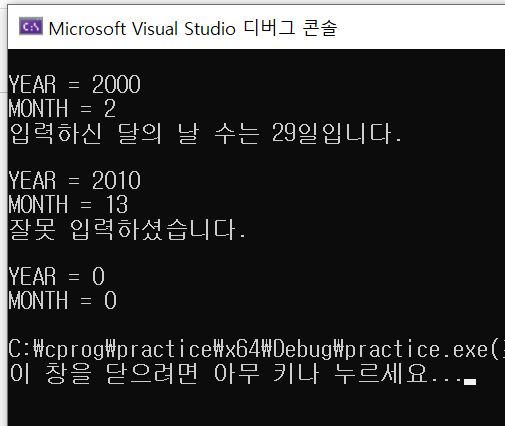 Microsoft Visual Studio 디버그 콘솔
YEAR = 2000
MONTH = 2
입력하신 달의 날 수는 29일입니다.
YEAR = 2010
MONTH = 13
잘못 입력하셨습니다.
YEAR = 0
MONTH = 0
C:₩cprog₩practice₩x64₩Debug₩practice.exe(
이 창을 닫으려면 아무 키나 누르세요...